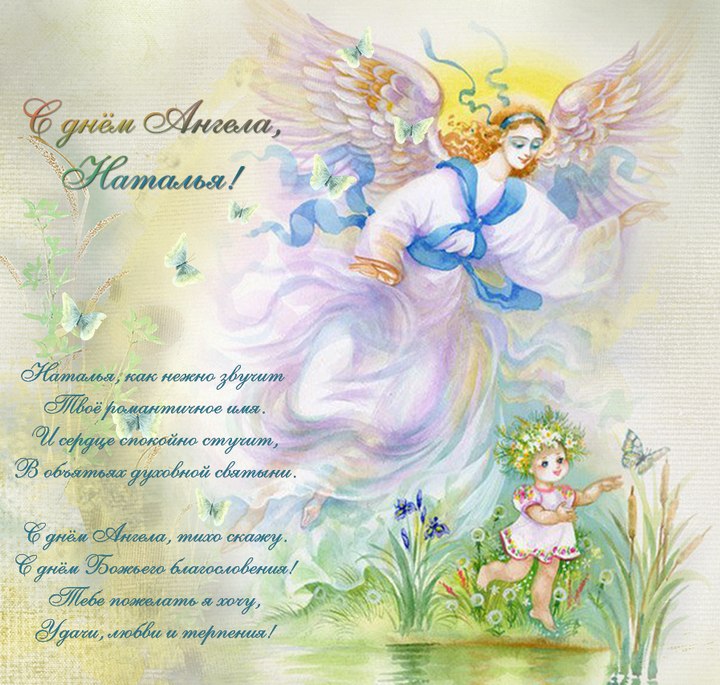 С днём Ангела,
Наталья!
Наталья, как нежно звучит
Твоё романтичное имя.
И сердце спокойно стучит,
В объятьях духовной святыни.
С днём Ангела, тихо скажу.
С днём Божьего благословения!
Тебе пожелать я хочу,
Удачи, любви и терпения!